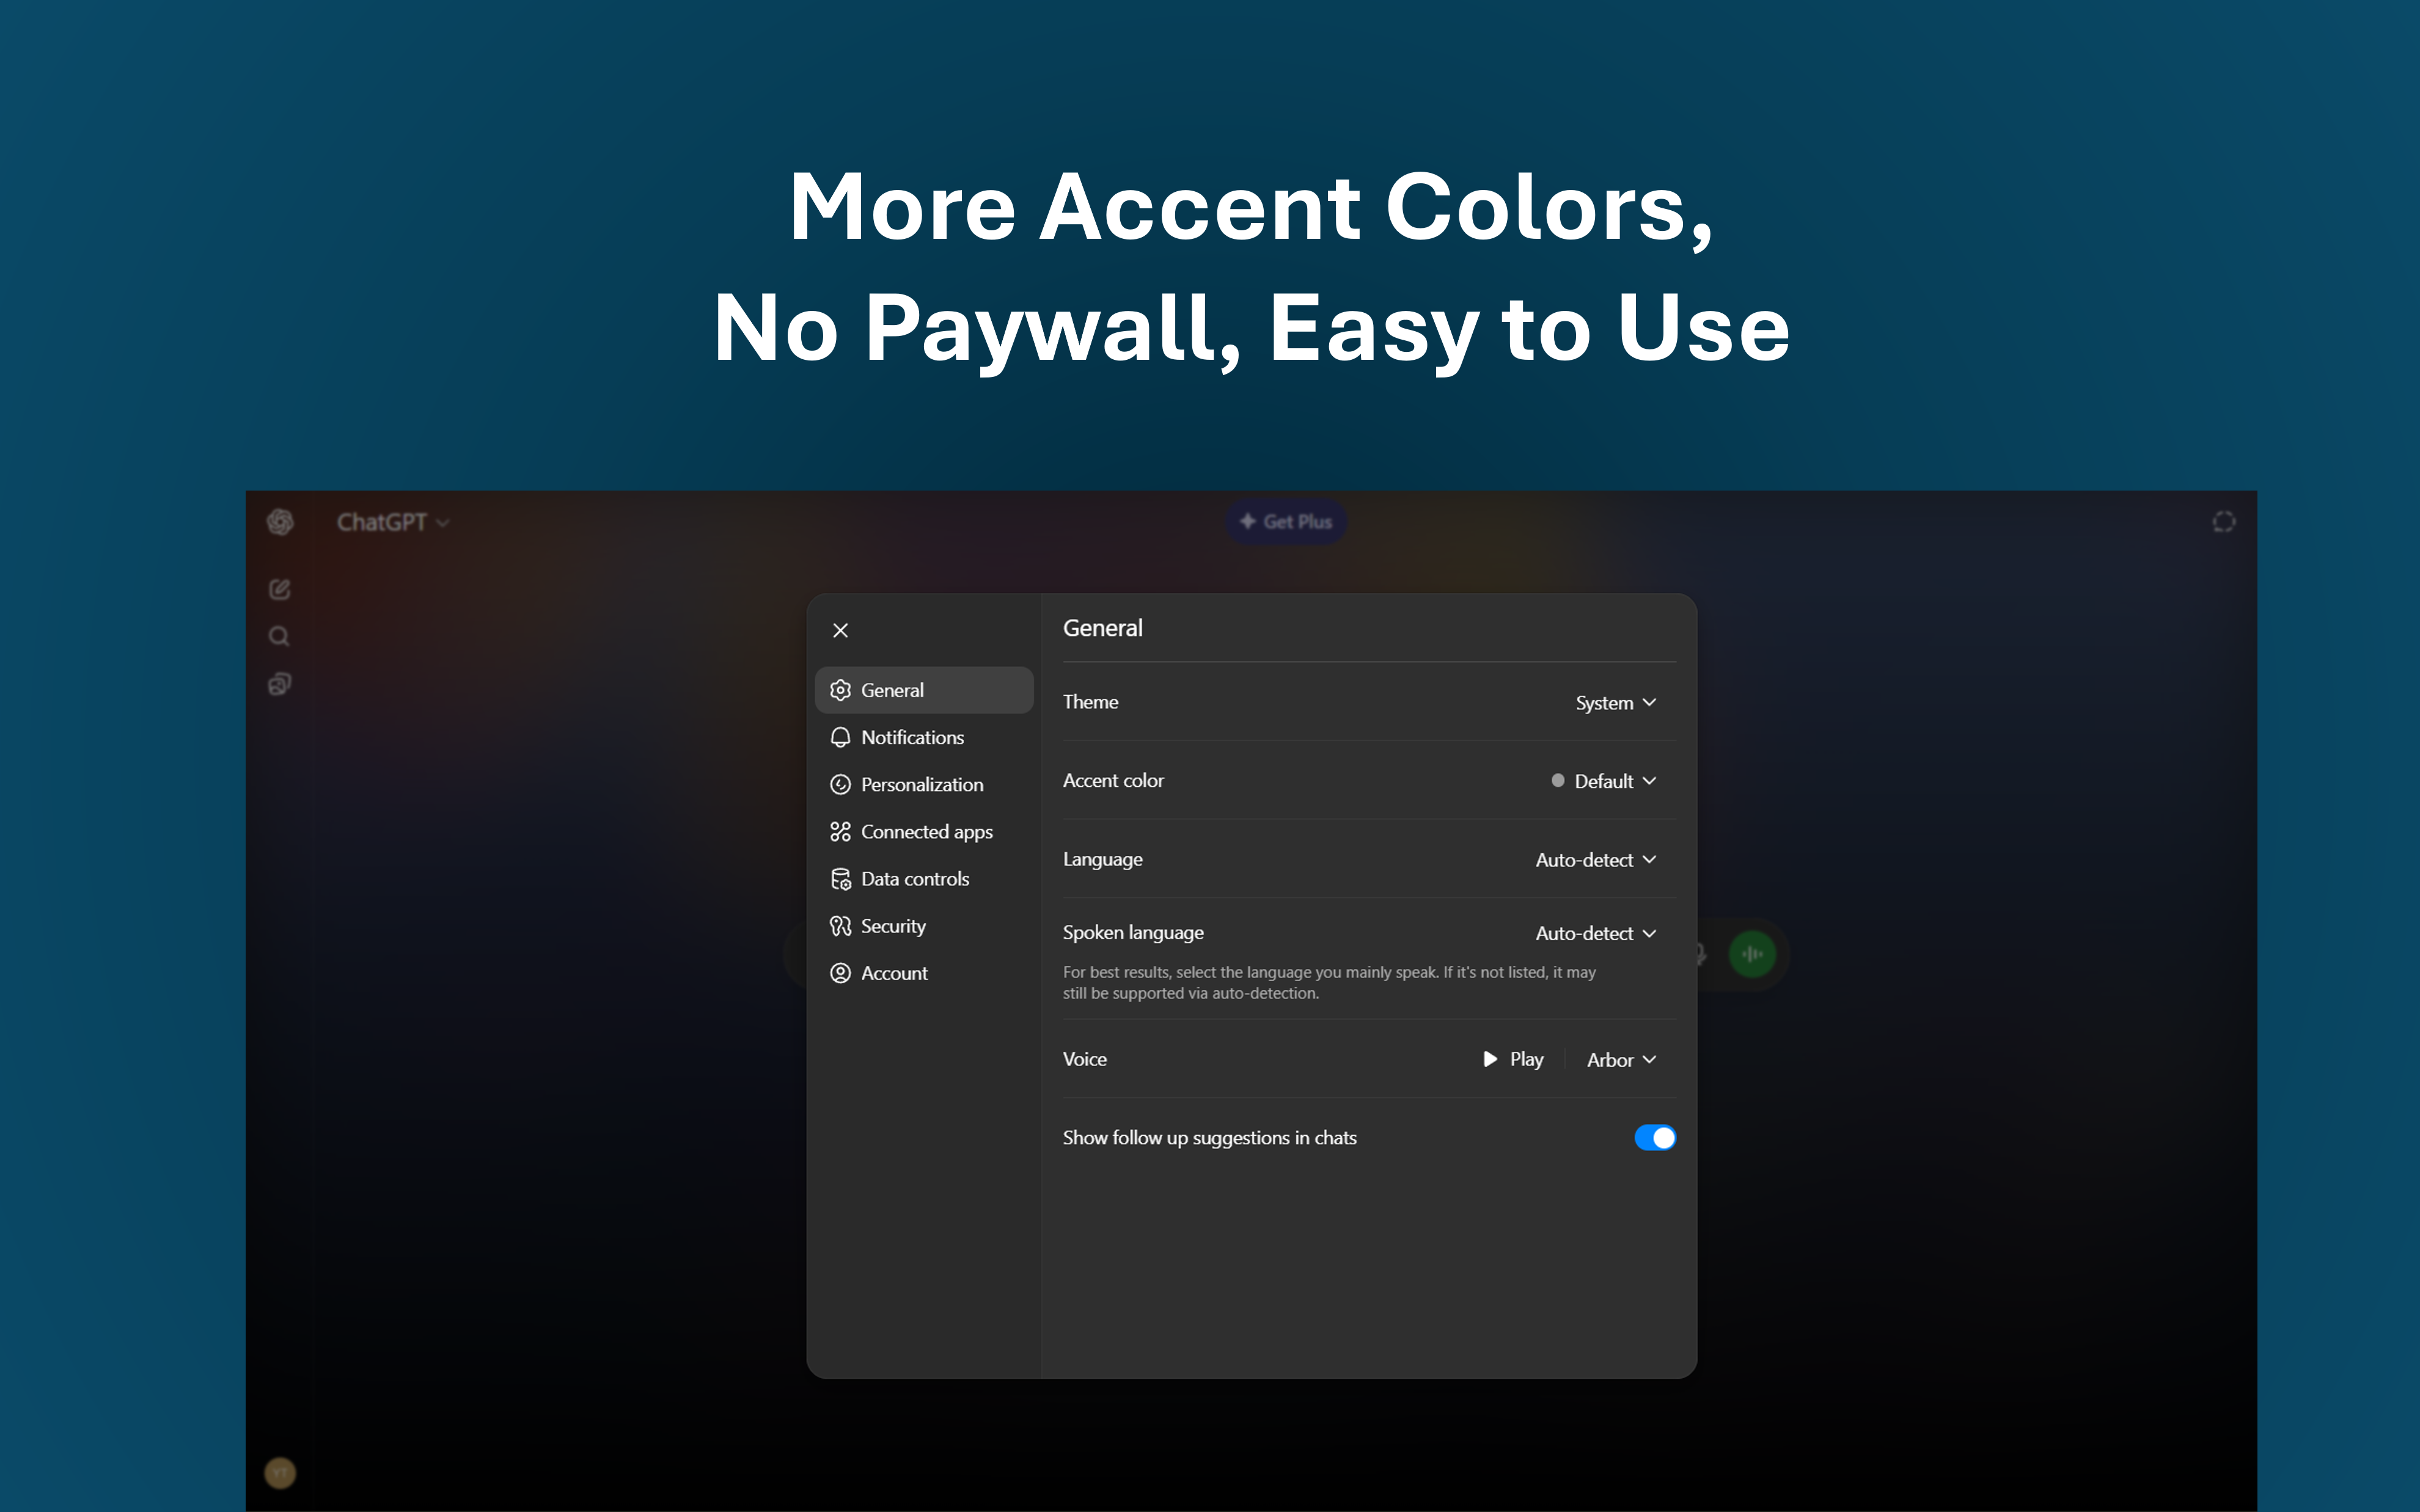 More Accent Colors,
No Paywall, Easy to Use
ChatGPT
Get Plus
General
General
Notifications
Personalization
Connected apps
Data controls
Security
Account
Theme
System
Accent color
Default
Language
Auto-detect
Spoken language
Auto-detect
For best results, select the language you mainly speak. If it's not listed, it may
still be supported via auto-detection.
Voice
Play
Arbor
Show follow up suggestions in chats
YT